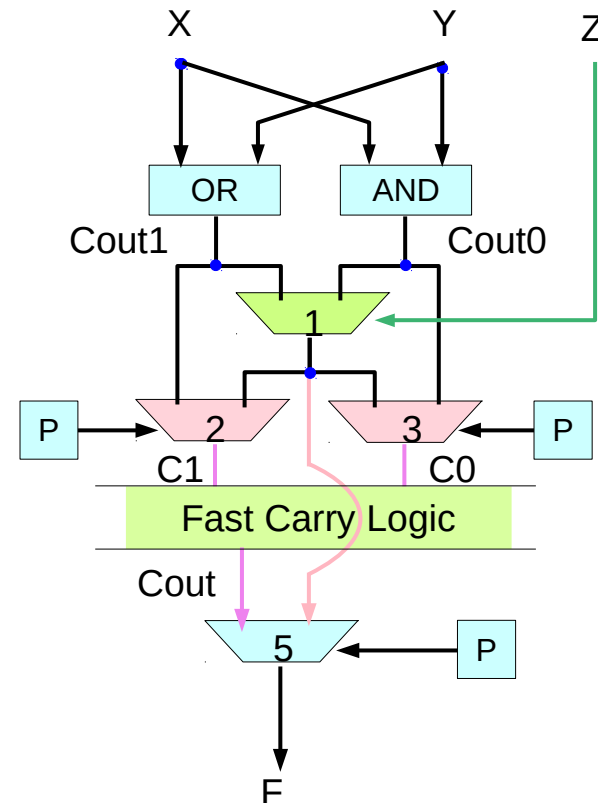 X Y Z
OR AND
Cout1 Cout0
1
P 2 3 P
C1 C0
Fast Carry Logic
Cout
5 P
F